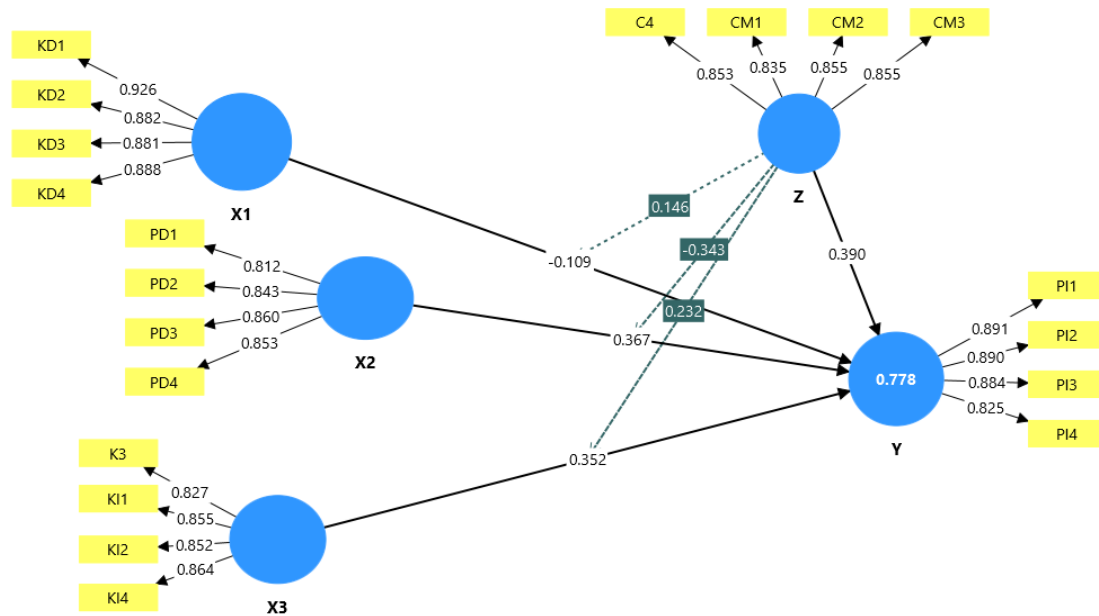 KD1
KD2
KD3
KD4
0.926
0.882
0.881
0.888
X1
C4
CM1
CM2
CM3
0.853
0.835
0.855
0.855
Z
PD1
PD2
PD3
PD4
0.812
0.843
0.860
0.853
X2
0.146
-0.343
0.232
-0.109
0.367
0.352
0.390
K3
KI1
KI2
KI4
0.827
0.855
0.852
0.864
X3
0.778
Y
0.891
0.890
0.884
0.825
PI1
PI2
PI3
PI4